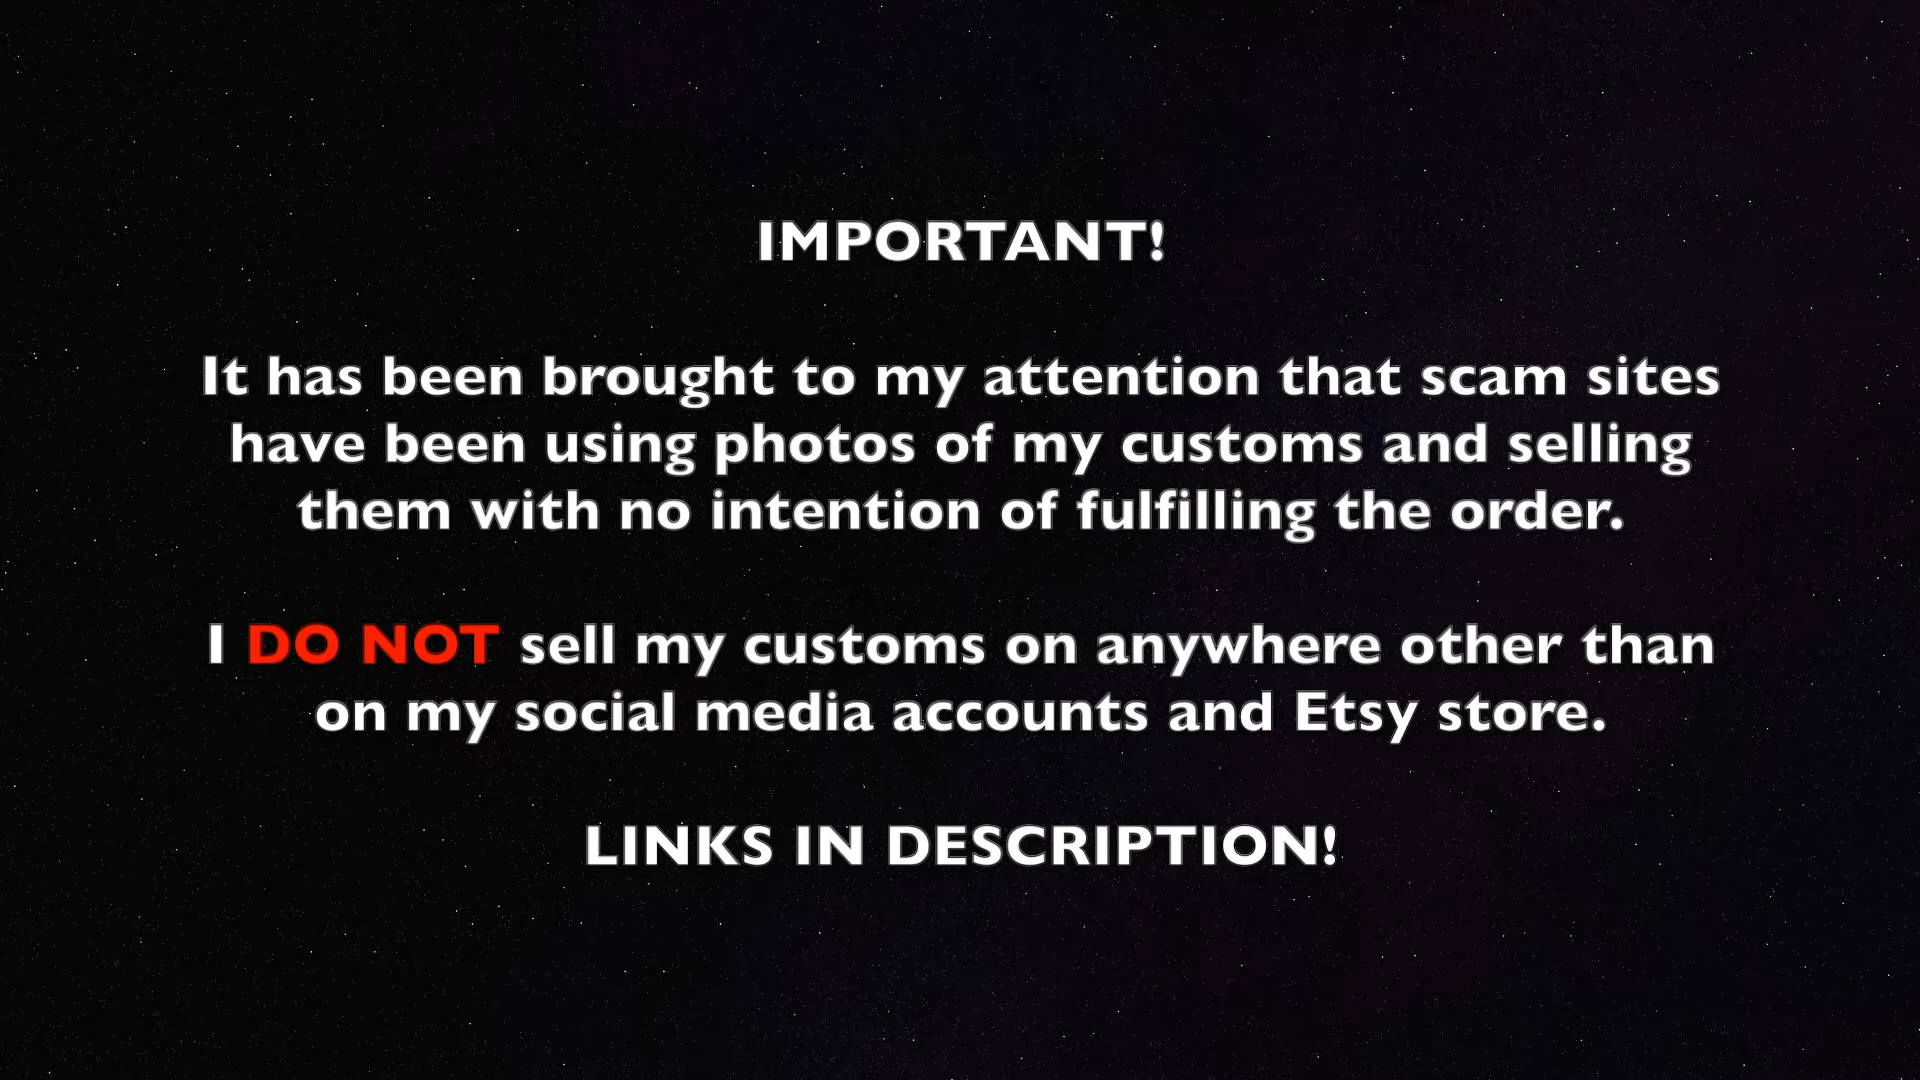 IMPORTANT!
It has been brought to my attention that scam sites
have been using photos of my customs and selling
them with no intention of fulfilling the order.
I DO NOT sell my customs on anywhere other than
on my social media accounts and Etsy store.
LINKS IN DESCRIPTION!